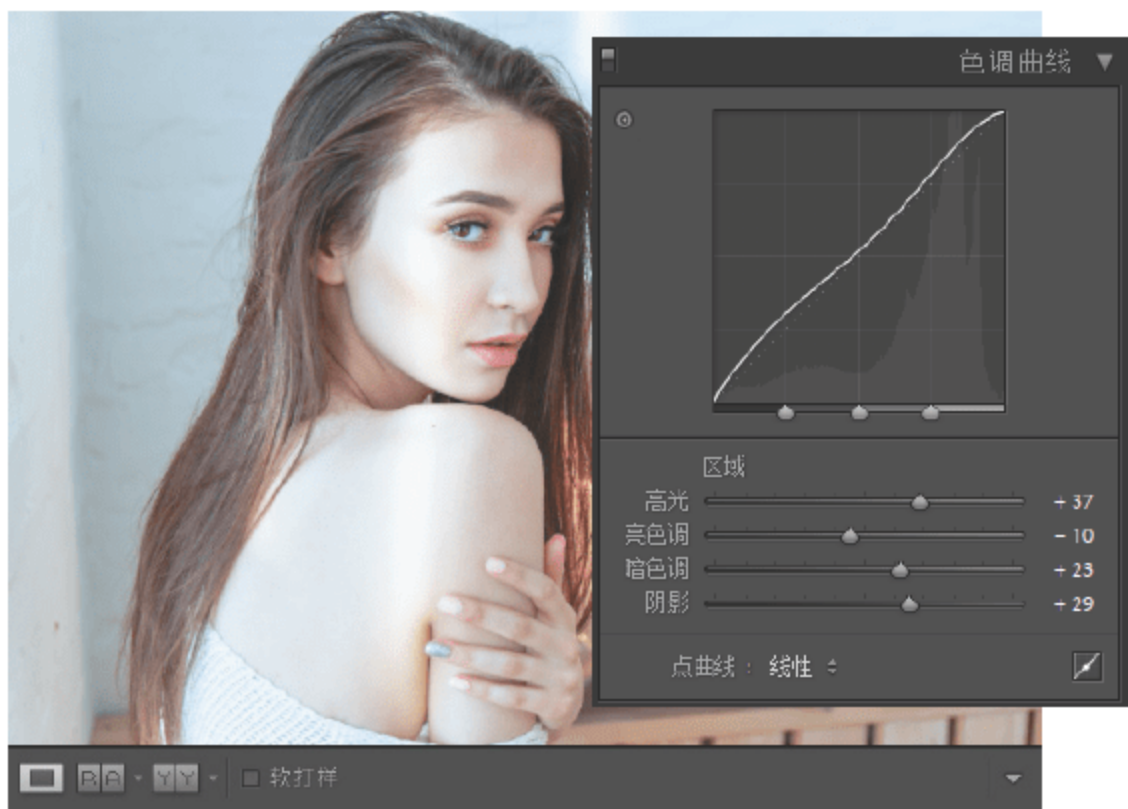 色调曲线
区域
高光 + 37
亮色调 - 10
暗色调 + 23
阴影 + 29
点曲线 : 线性
R A Y Y 软打样